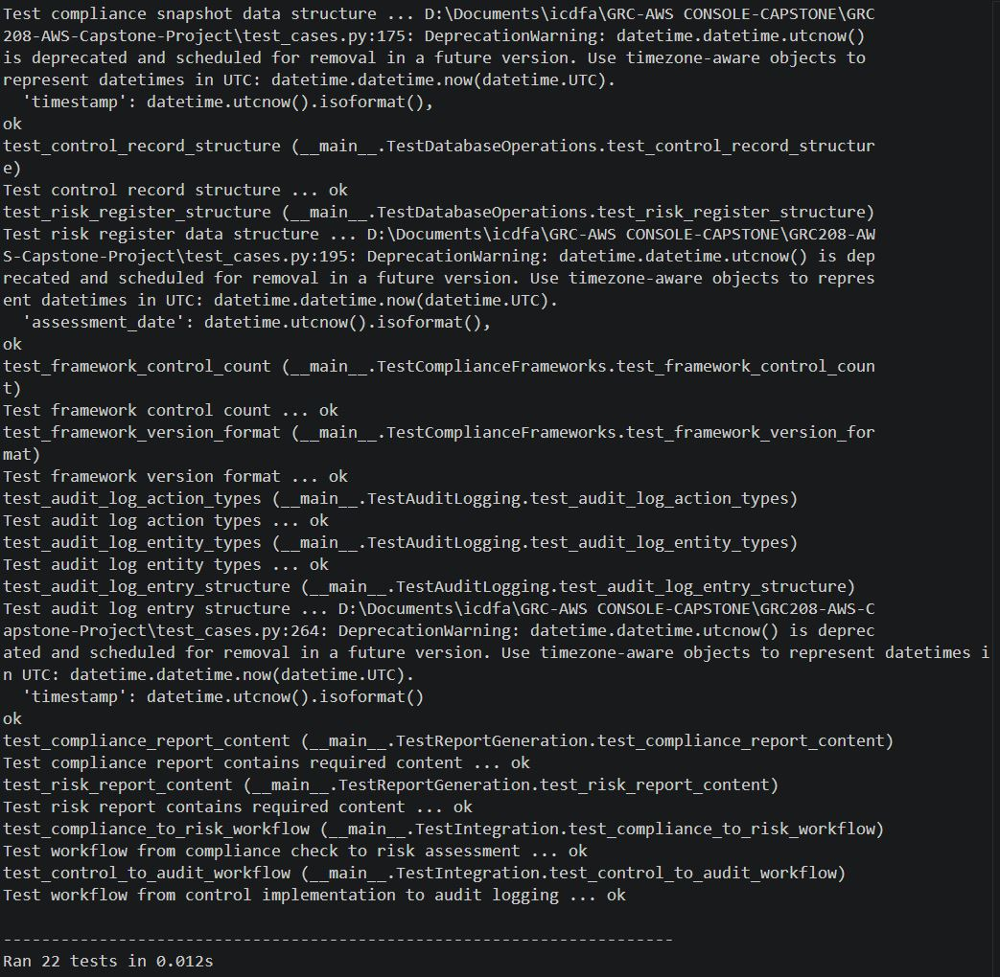 Test compliance snapshot data structure ... D:\Documents\icdfa\GRC-AWS CONSOLE-CAPSTONE\GRC
208-AWS-Capstone-Project\test_cases.py:175: DeprecationWarning: datetime.datetime.utcnow()
is deprecated and scheduled for removal in a future version. Use timezone-aware objects to
represent datetimes in UTC: datetime.datetime.now(datetime.UTC).
  'timestamp': datetime.utcnow().isoformat(),
ok
test_control_record_structure (__main__.TestDatabaseOperations.test_control_record_structur
e)
Test control record structure ... ok
test_risk_register_structure (__main__.TestDatabaseOperations.test_risk_register_structure)
Test risk register data structure ... D:\Documents\icdfa\GRC-AWS CONSOLE-CAPSTONE\GRC208-AW
S-Capstone-Project\test_cases.py:195: DeprecationWarning: datetime.datetime.utcnow() is dep
recated and scheduled for removal in a future version. Use timezone-aware objects to repres
ent datetimes in UTC: datetime.datetime.now(datetime.UTC).
  'assessment_date': datetime.utcnow().isoformat(),
ok
test_framework_control_count (__main__.TestComplianceFrameworks.test_framework_control_coun
t)
Test framework control count ... ok
test_framework_version_format (__main__.TestComplianceFrameworks.test_framework_version_for
mat)
Test framework version format ... ok
test_audit_log_action_types (__main__.TestAuditLogging.test_audit_log_action_types)
Test audit log action types ... ok
test_audit_log_entity_types (__main__.TestAuditLogging.test_audit_log_entity_types)
Test audit log entity types ... ok
test_audit_log_entry_structure (__main__.TestAuditLogging.test_audit_log_entry_structure)
Test audit log entry structure ... D:\Documents\icdfa\GRC-AWS CONSOLE-CAPSTONE\GRC208-AWS-C
apstone-Project\test_cases.py:264: DeprecationWarning: datetime.datetime.utcnow() is deprec
ated and scheduled for removal in a future version. Use timezone-aware objects to represent datetimes i
n UTC: datetime.datetime.now(datetime.UTC).
  'timestamp': datetime.utcnow().isoformat()
ok
test_compliance_report_content (__main__.TestReportGeneration.test_compliance_report_content)
Test compliance report contains required content ... ok
test_risk_report_content (__main__.TestReportGeneration.test_risk_report_content)
Test risk report contains required content ... ok
test_compliance_to_risk_workflow (__main__.TestIntegration.test_compliance_to_risk_workflow)
Test workflow from compliance check to risk assessment ... ok
test_control_to_audit_workflow (__main__.TestIntegration.test_control_to_audit_workflow)
Test workflow from control implementation to audit logging ... ok

----------------------------------------------------------------------
Ran 22 tests in 0.012s